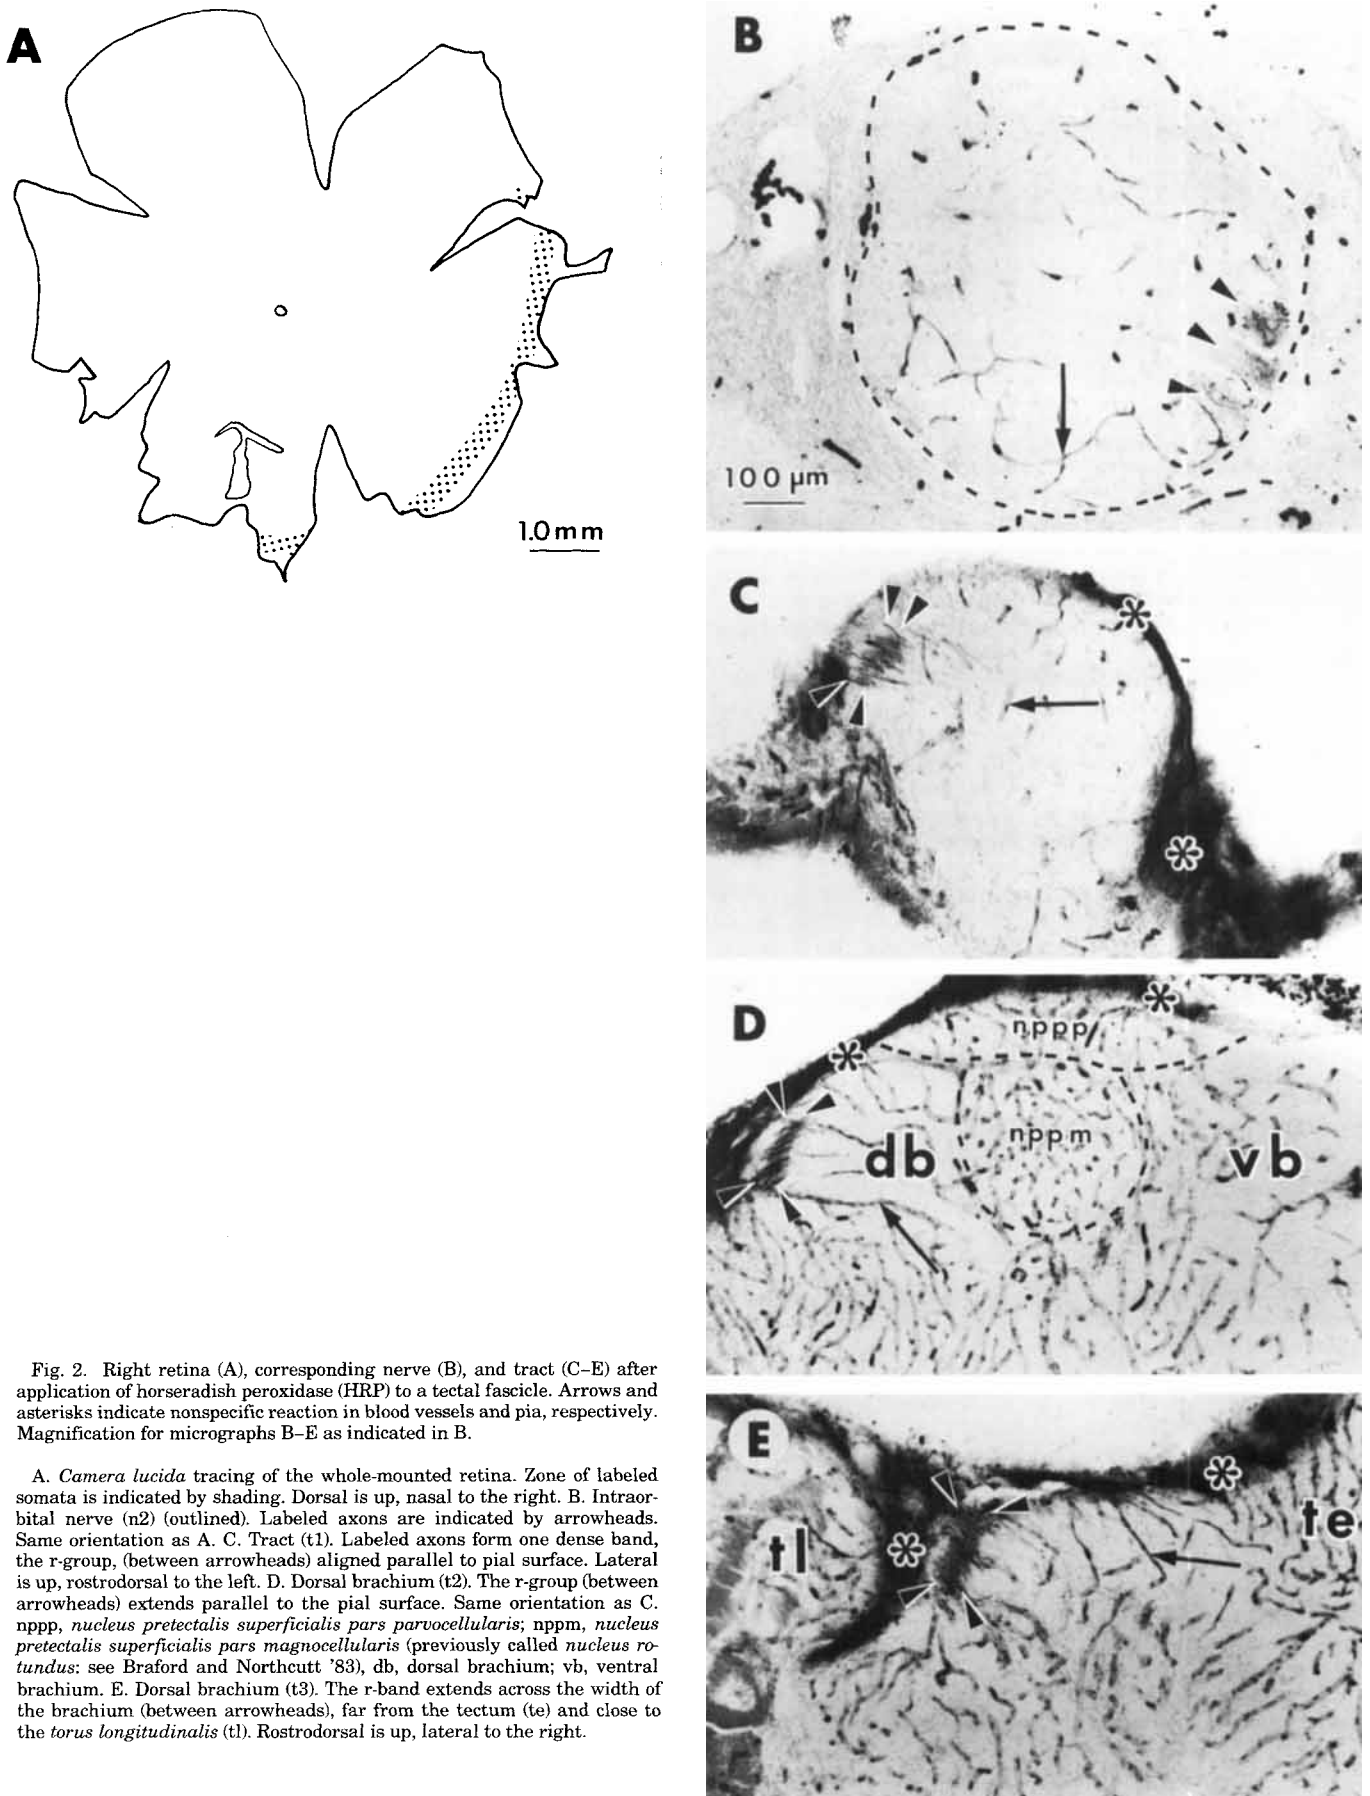 A
1.0 mm
B
100 µm
C
*
*
D
nppp
*
*
nppm
db
vb
E
*
tl
*
te
Fig. 2. Right retina (A), corresponding nerve (B), and tract (C–E) after
application of horseradish peroxidase (HRP) to a tectal fascicle. Arrows and
asterisks indicate nonspecific reaction in blood vessels and pia, respectively.
Magnification for micrographs B–E as indicated in B.
A. Camera lucida tracing of the whole-mounted retina. Zone of labeled
somata is indicated by shading. Dorsal is up, nasal to the right. B. Intraor-
bital nerve (n2) (outlined). Labeled axons are indicated by arrowheads.
Same orientation as A. C. Tract (t1). Labeled axons form one dense band,
the r-group, (between arrowheads) aligned parallel to pial surface. Lateral
is up, rostrodorsal to the left. D. Dorsal brachium (t2). The r-group (between
arrowheads) extends parallel to the pial surface. Same orientation as C.
nppp, nucleus pretectalis superficialis pars parvocellularis; nppm, nucleus
pretectalis superficialis pars magnocellularis (previously called nucleus ro-
tundus: see Braford and Northcutt '83), db, dorsal brachium; vb, ventral
brachium. E. Dorsal brachium (t3). The r-band extends across the width of
the brachium (between arrowheads), far from the tectum (te) and close to
the torus longitudinalis (tl). Rostrodorsal is up, lateral to the right.